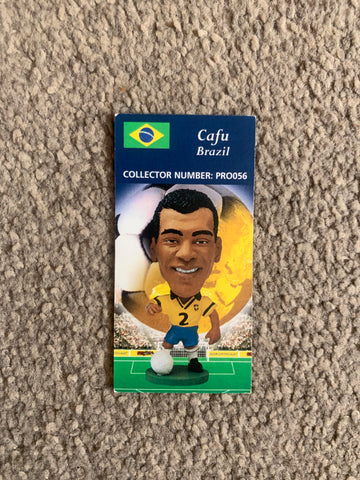 Cafu
Brazil
COLLECTOR NUMBER: PRO056
2